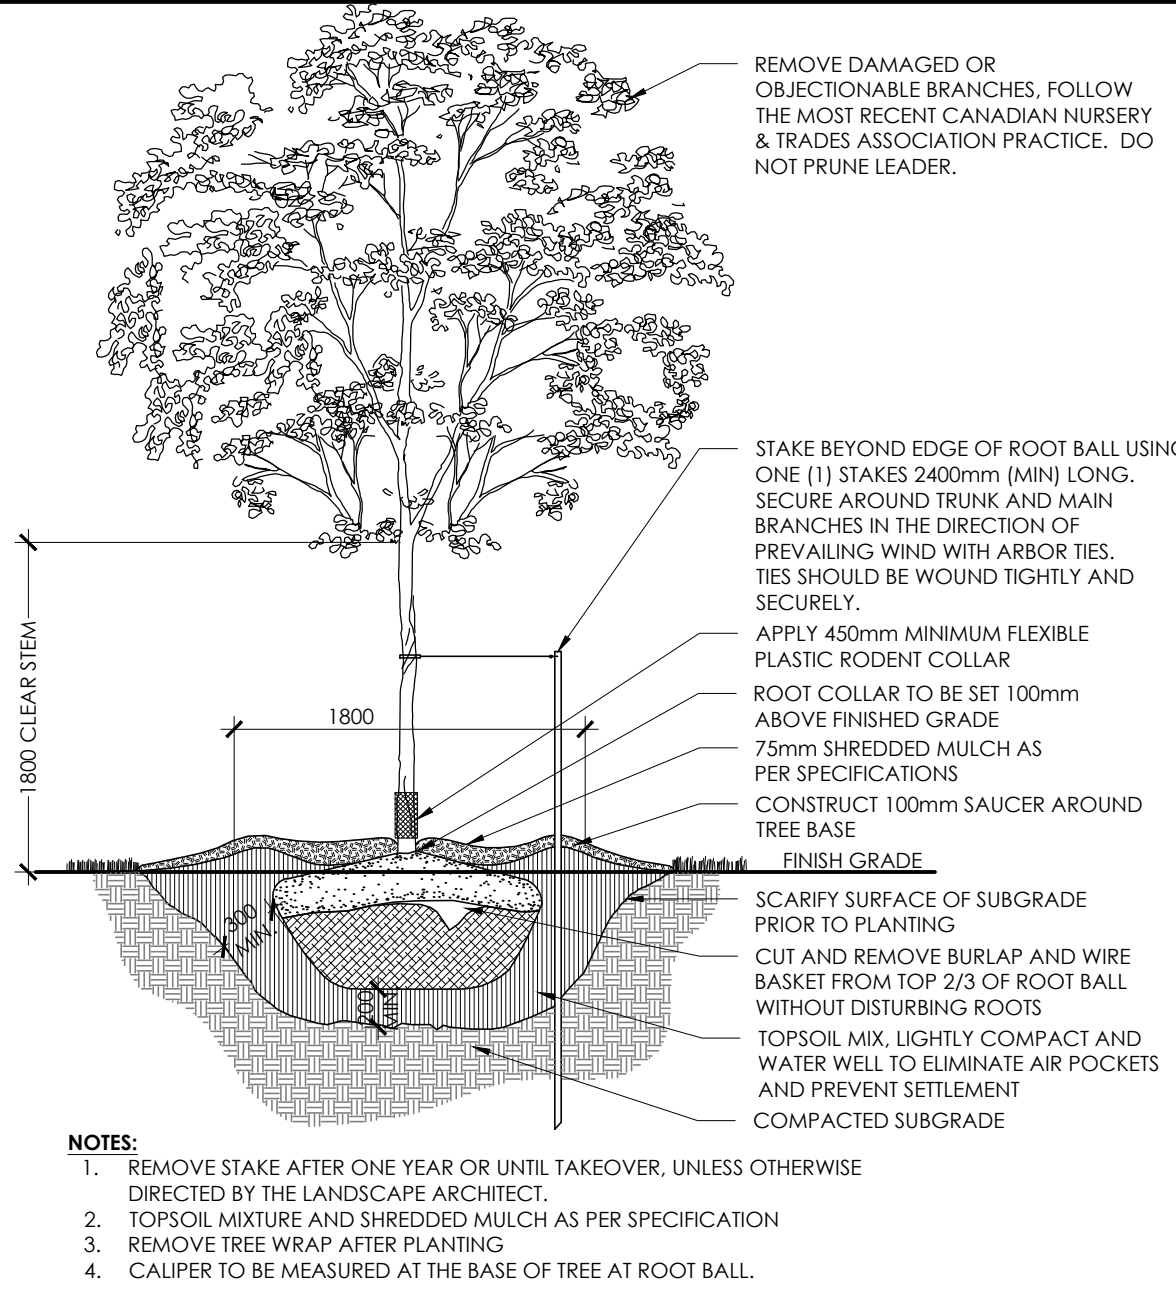 REMOVE DAMAGED OR
OBJECTIONABLE BRANCHES, FOLLOW
THE MOST RECENT CANADIAN NURSERY
& TRADES ASSOCIATION PRACTICE. DO
NOT PRUNE LEADER.
STAKE BEYOND EDGE OF ROOT BALL USING
ONE (1) STAKES 2400mm (MIN) LONG.
SECURE AROUND TRUNK AND MAIN
BRANCHES IN THE DIRECTION OF
PREVAILING WIND WITH ARBOR TIES.
TIES SHOULD BE WOUND TIGHTLY AND
SECURELY.
APPLY 450mm MINIMUM FLEXIBLE
PLASTIC RODENT COLLAR
ROOT COLLAR TO BE SET 100mm
ABOVE FINISHED GRADE
75mm SHREDDED MULCH AS
PER SPECIFICATIONS
CONSTRUCT 100mm SAUCER AROUND
TREE BASE
FINISH GRADE
SCARIFY SURFACE OF SUBGRADE
PRIOR TO PLANTING
CUT AND REMOVE BURLAP AND WIRE
BASKET FROM TOP 2/3 OF ROOT BALL
WITHOUT DISTURBING ROOTS
TOPSOIL MIX, LIGHTLY COMPACT AND
WATER WELL TO ELIMINATE AIR POCKETS
AND PREVENT SETTLEMENT
COMPACTED SUBGRADE
1800 CLEAR STEM
1800
300
MIN.
200
MIN
NOTES:
1. REMOVE STAKE AFTER ONE YEAR OR UNTIL TAKEOVER, UNLESS OTHERWISE
DIRECTED BY THE LANDSCAPE ARCHITECT.
2. TOPSOIL MIXTURE AND SHREDDED MULCH AS PER SPECIFICATION
3. REMOVE TREE WRAP AFTER PLANTING
4. CALIPER TO BE MEASURED AT THE BASE OF TREE AT ROOT BALL.